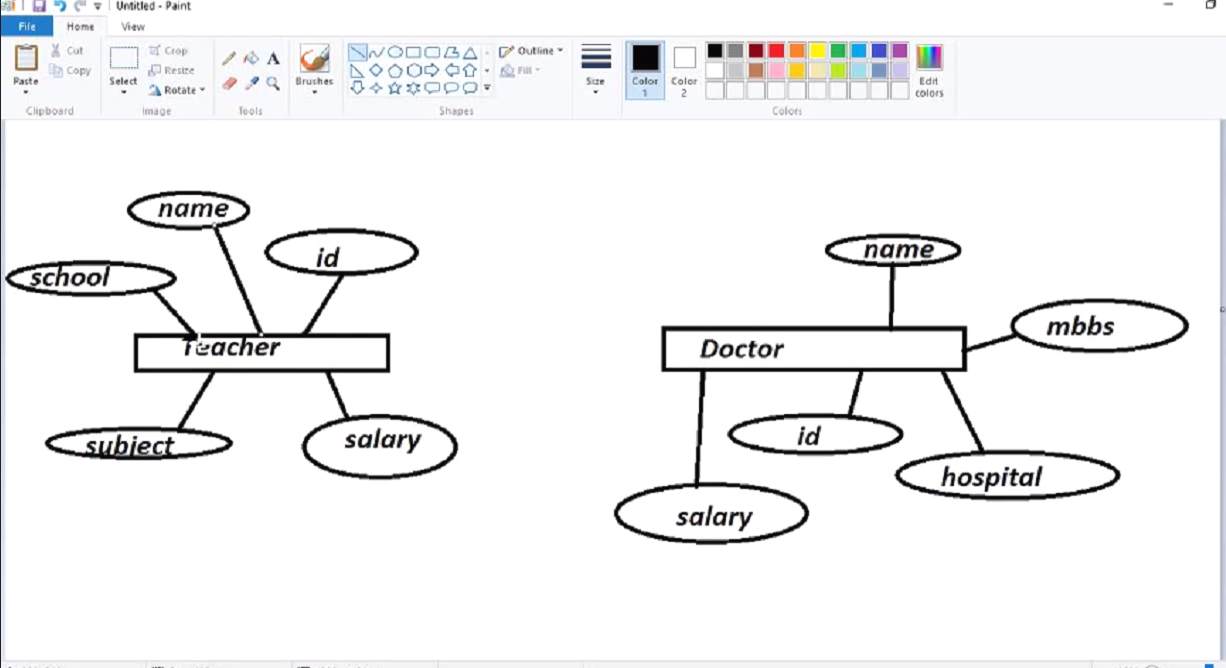 Untitled - Paint
File Home View
Paste
Cut
Copy
Clipboard
Select
Crop
Resize
Rotate
Image
A
Tools
Brushes
Shapes
Outline
Fill
Size
Color 1
Color 2
Colors
Edit colors
name
id
school
Teacher
subject
salary
name
mbbs
Doctor
id
hospital
salary